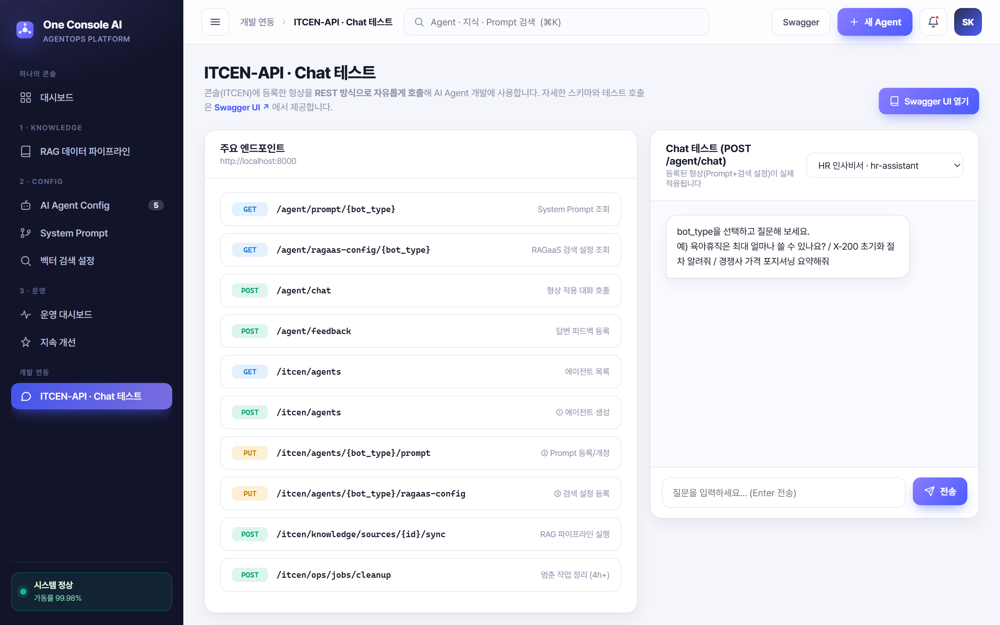 One Console AI
AGENTOPS PLATFORM
하나의 콘솔
대시보드
1 · KNOWLEDGE
RAG 데이터 파이프라인
2 · CONFIG
AI Agent Config 5
System Prompt
벡터 검색 설정
3 · 운영
운영 대시보드
지속 개선
개발 연동
ITCEN-API · Chat 테스트
시스템 정상
가동률 99.98%
개발 연동 > ITCEN-API · Chat 테스트
Agent · 지식 · Prompt 검색 (⌘K)
Swagger
+ 새 Agent
SK
ITCEN-API · Chat 테스트
콘솔(ITCEN)에 등록한 형상을 REST 방식으로 자유롭게 호출해 AI Agent 개발에 사용합니다. 자세한 스키마와 테스트 호출
은 Swagger UI ↗ 에서 제공합니다.
Swagger UI 열기
주요 엔드포인트
http://localhost:8000
GET /agent/prompt/{bot_type} System Prompt 조회
GET /agent/ragaas-config/{bot_type} RAGaaS 검색 설정 조회
POST /agent/chat 형상 적용 대화 호출
POST /agent/feedback 답변 피드백 등록
GET /itcen/agents 에이전트 목록
POST /itcen/agents ① 에이전트 생성
PUT /itcen/agents/{bot_type}/prompt ② Prompt 등록/개정
PUT /itcen/agents/{bot_type}/ragaas-config ③ 검색 설정 등록
POST /itcen/knowledge/sources/{id}/sync RAG 파이프라인 실행
POST /itcen/ops/jobs/cleanup 멈춘 작업 정리 (4h+)
Chat 테스트 (POST
/agent/chat)
등록된 형상(Prompt+검색 설정)이 실제
적용됩니다
HR 인사비서 · hr-assistant
bot_type을 선택하고 질문해 보세요.
예) 육아휴직은 최대 얼마나 쓸 수 있나요? / X-200 초기화 절
차 알려줘 / 경쟁사 가격 포지셔닝 요약해줘
질문을 입력하세요... (Enter 전송)
전송